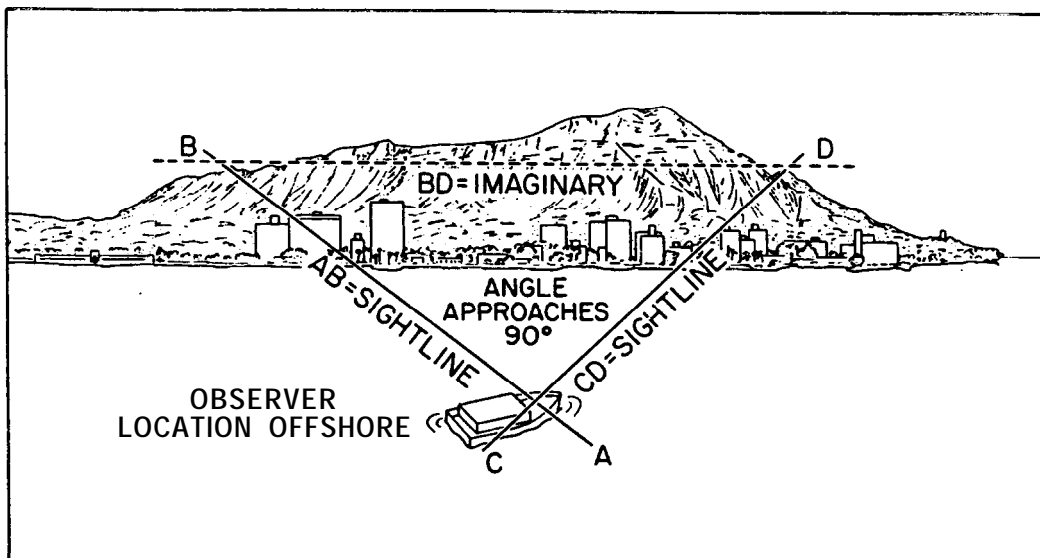 B
D
BD=IMAGINARY
AB=SIGHTLINE
ANGLE
APPROACHES
90°
CD=SIGHTLINE
OBSERVER
LOCATION OFFSHORE
C
A